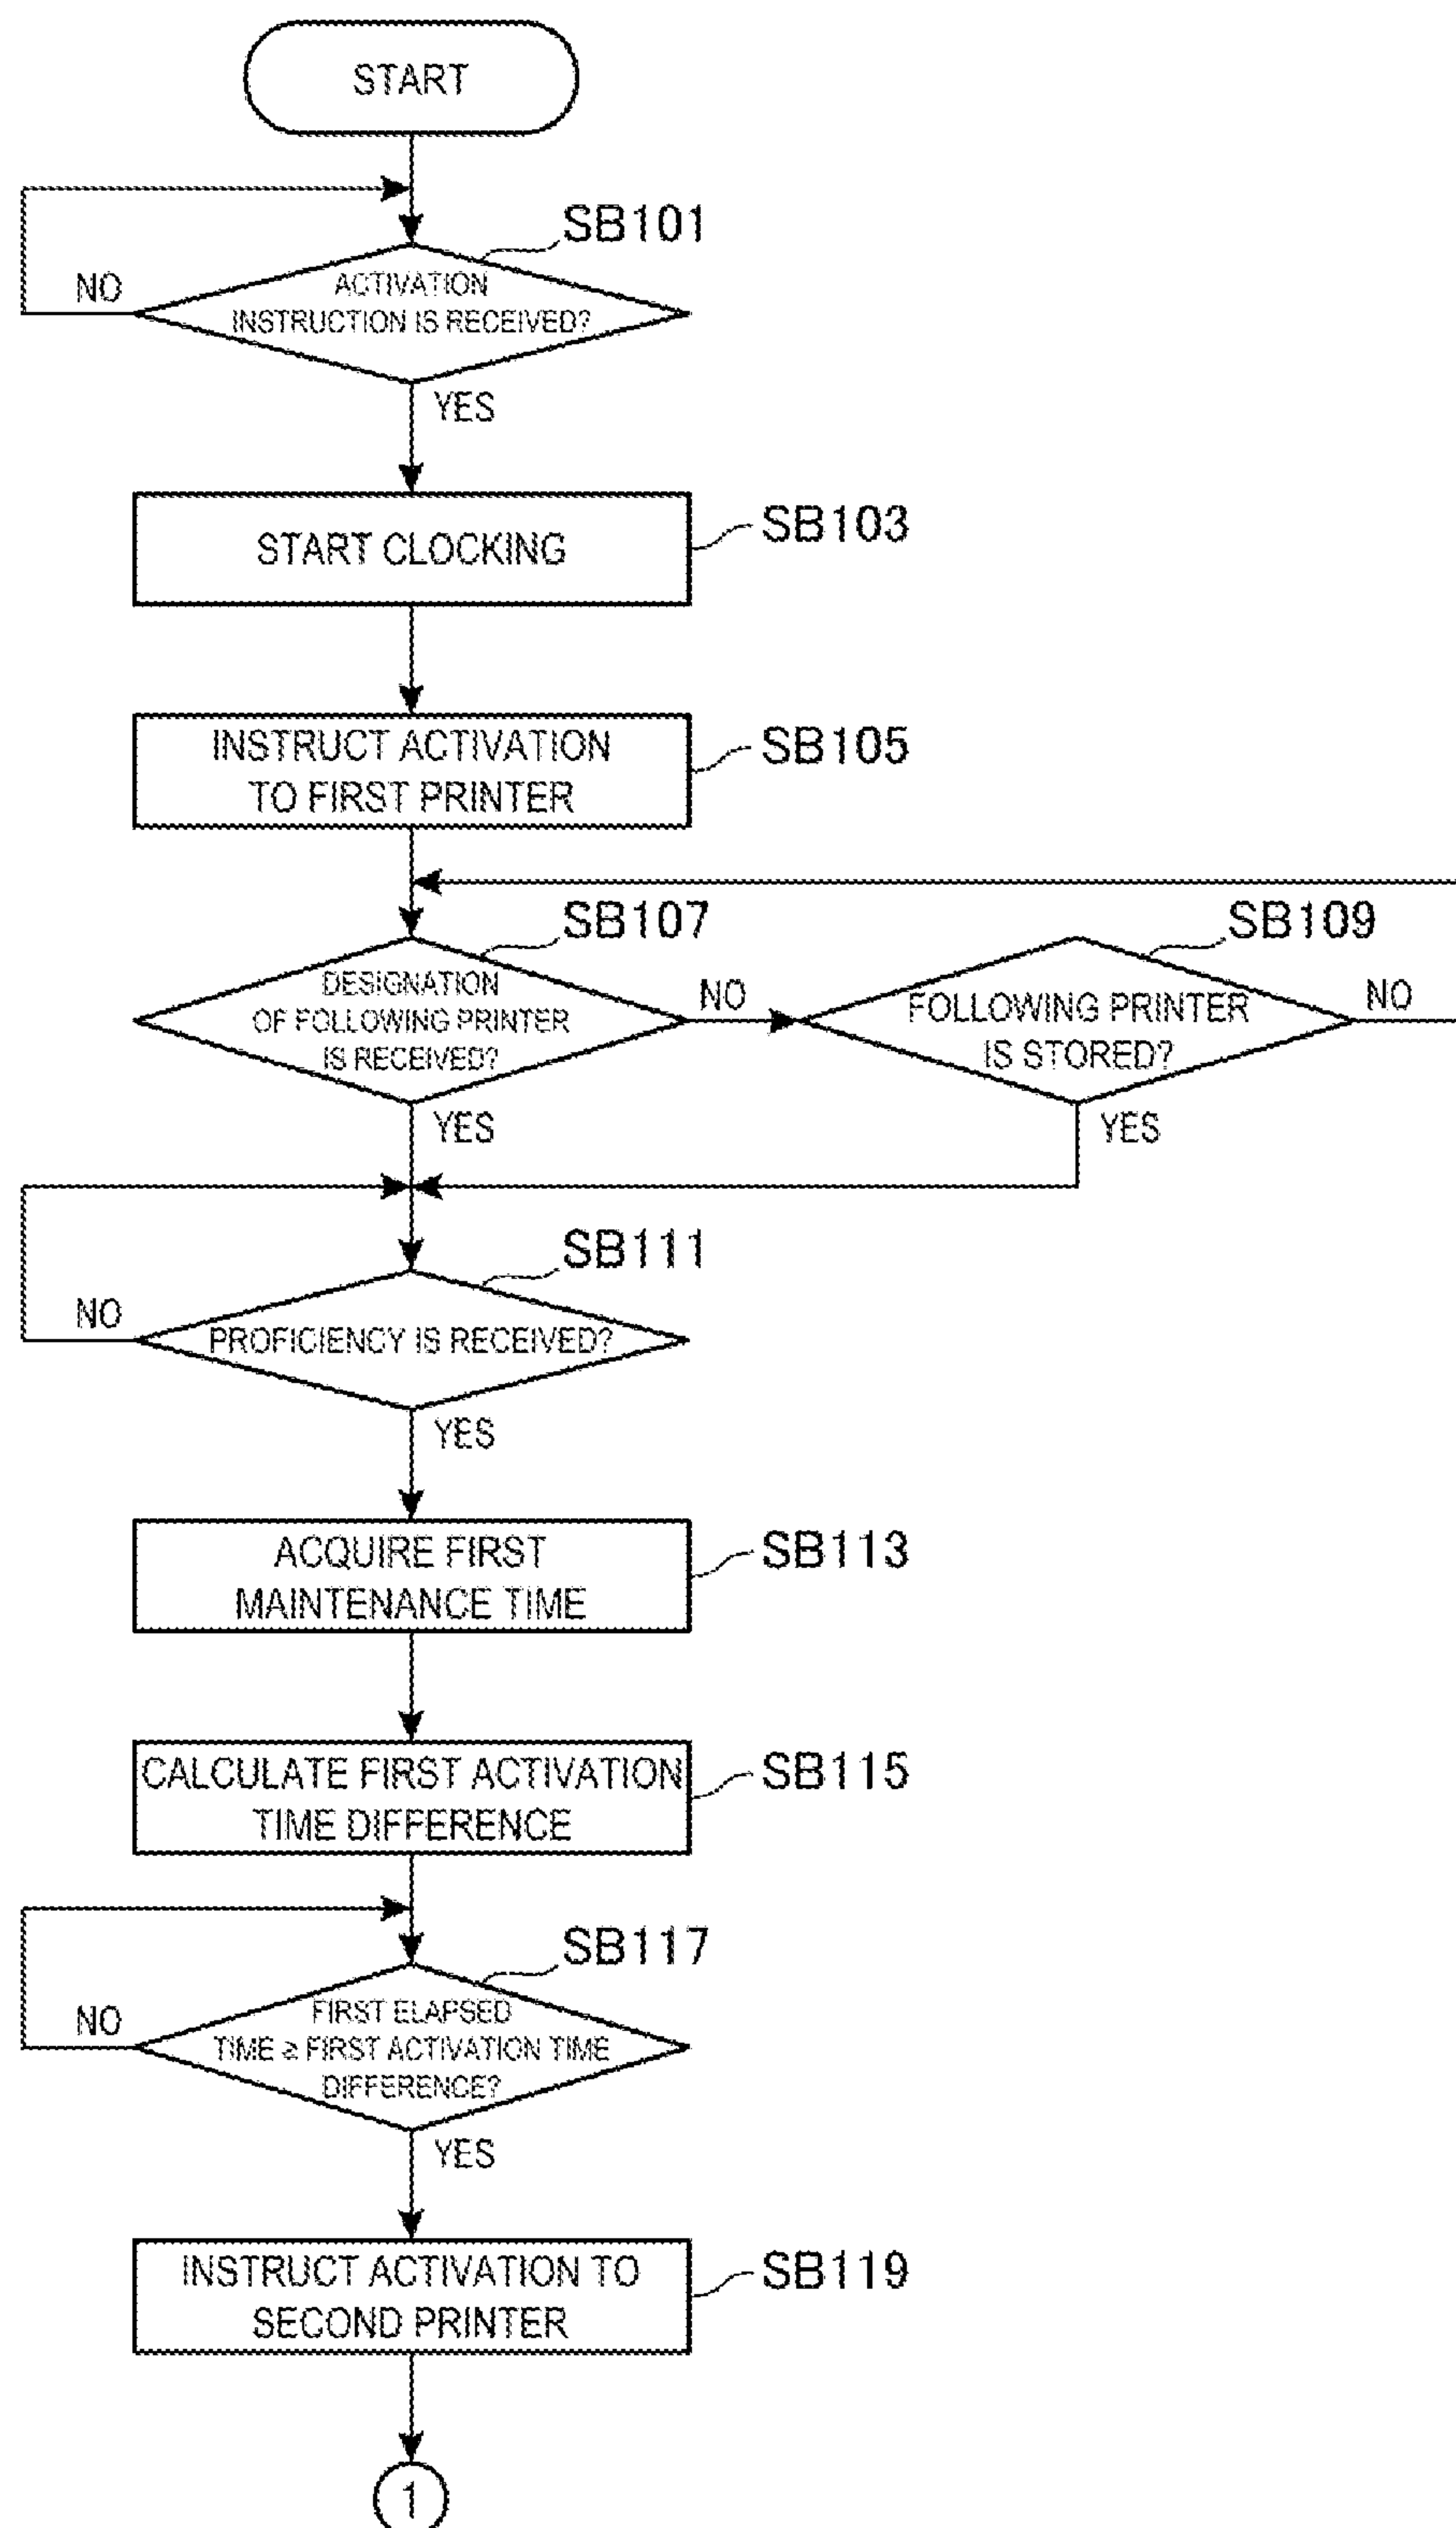 START
SB101
NO
ACTIVATION
INSTRUCTION IS RECEIVED?
YES
START CLOCKING
SB103
INSTRUCT ACTIVATION
TO FIRST PRINTER
SB105
SB107
SB109
DESIGNATION
OF FOLLOWING PRINTER
IS RECEIVED?
NO
FOLLOWING PRINTER
IS STORED?
NO
YES
YES
SB111
NO
PROFICIENCY IS RECEIVED?
YES
ACQUIRE FIRST
MAINTENANCE TIME
SB113
CALCULATE FIRST ACTIVATION
TIME DIFFERENCE
SB115
SB117
NO
FIRST ELAPSED
TIME ≥ FIRST ACTIVATION TIME
DIFFERENCE?
YES
INSTRUCT ACTIVATION TO
SECOND PRINTER
SB119
1